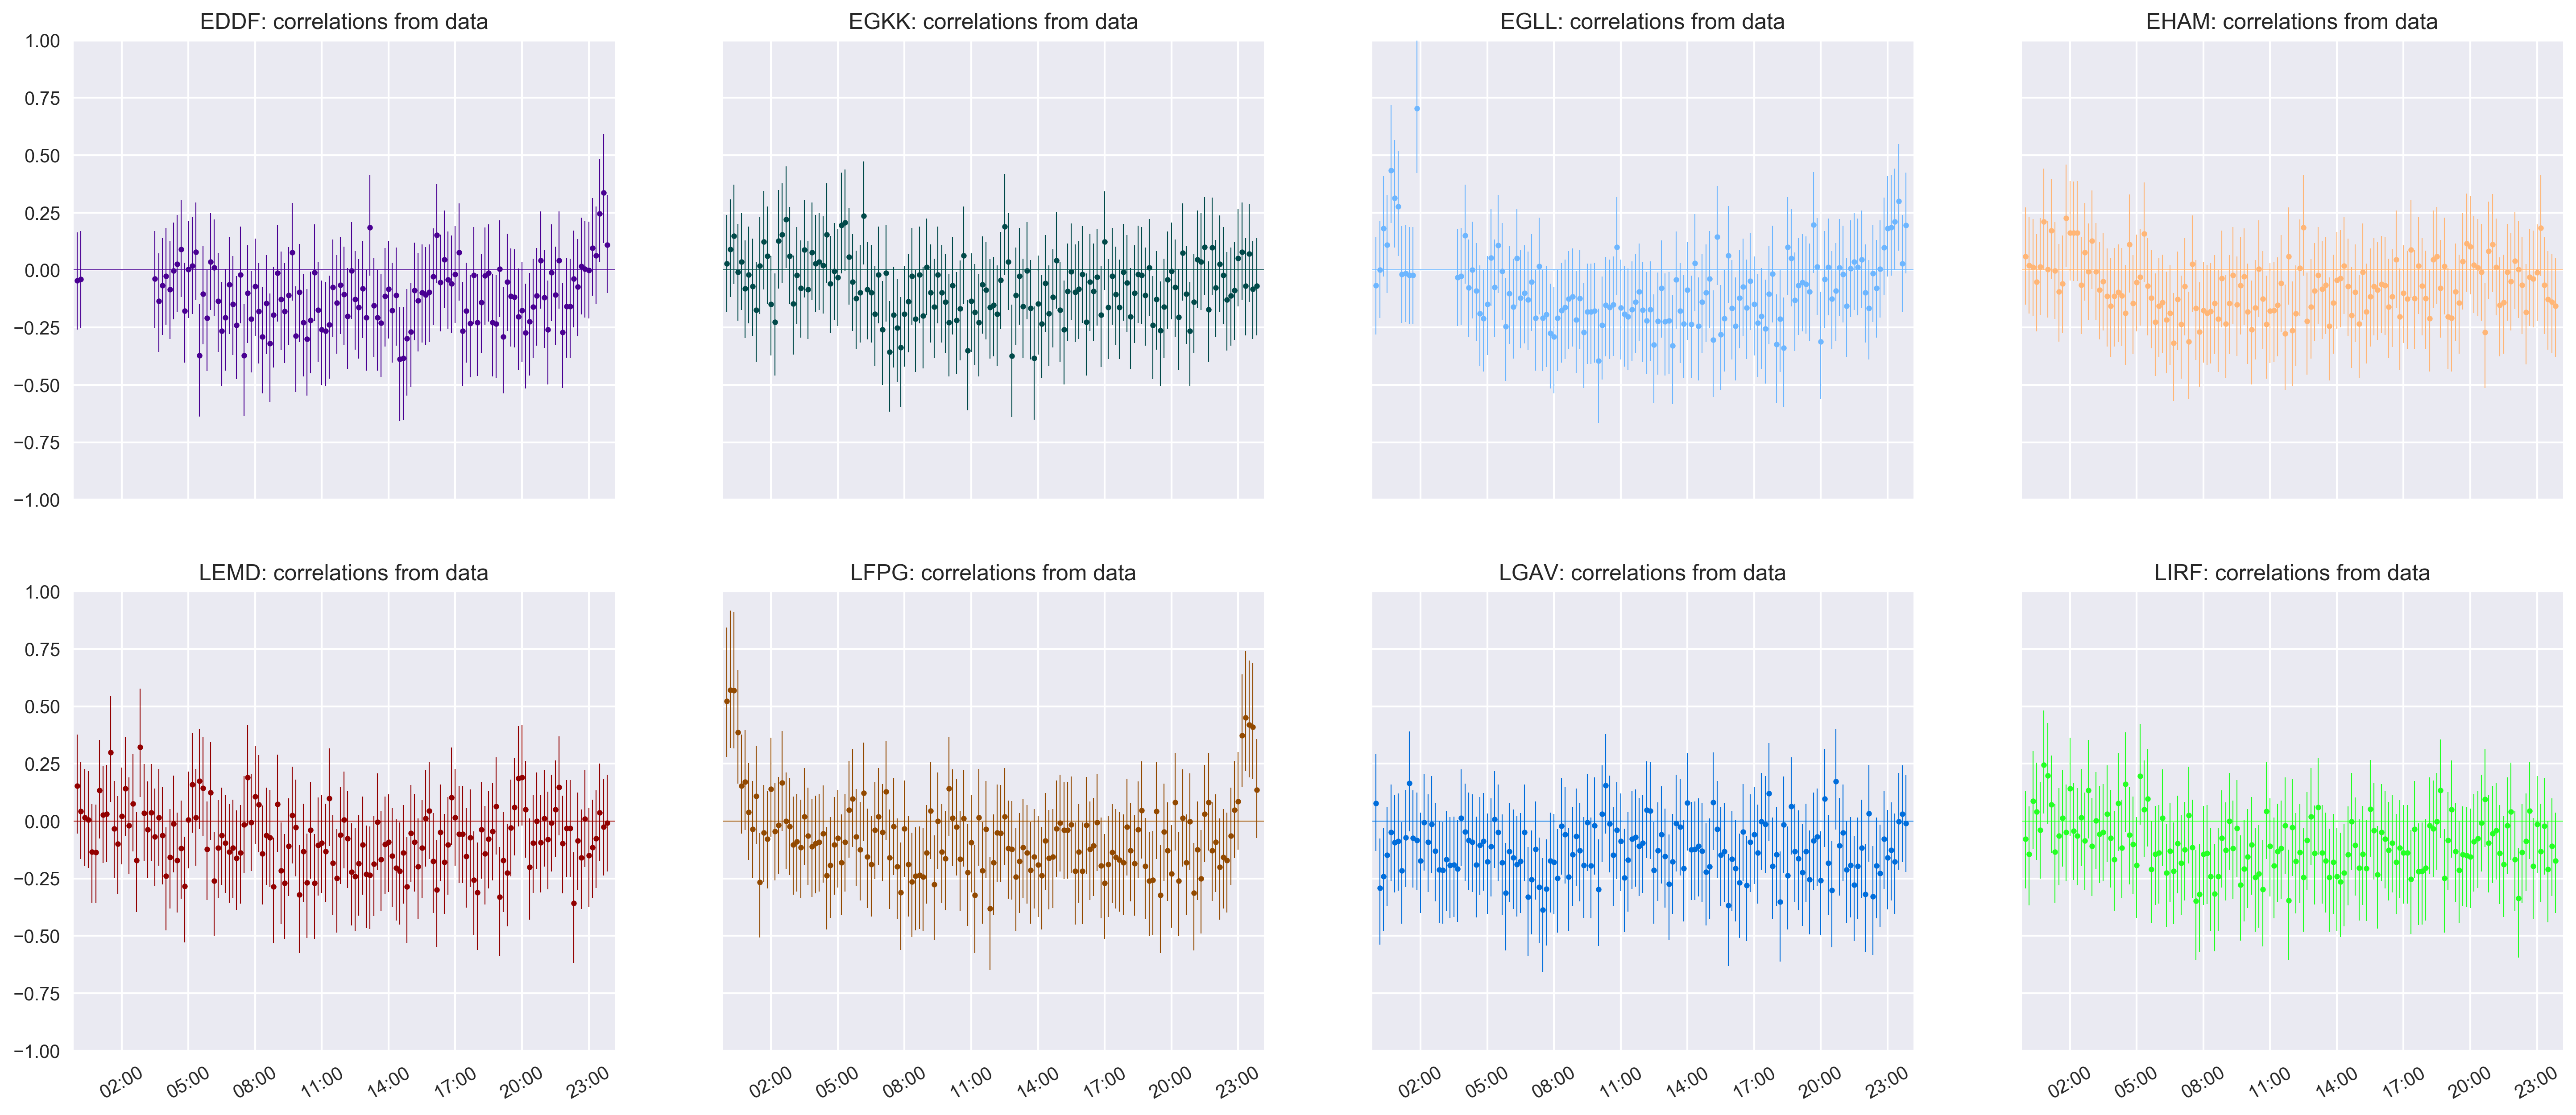 EDDF: correlations from data
EGKK: correlations from data
EGLL: correlations from data
EHAM: correlations from data
1.00
0.75
0.50
0.25
0.00
−0.25
−0.50
−0.75
−1.00
LEMD: correlations from data
LFPG: correlations from data
LGAV: correlations from data
LIRF: correlations from data
1.00
0.75
0.50
0.25
0.00
−0.25
−0.50
−0.75
−1.00
02:00 05:00 08:00 11:00 14:00 17:00 20:00 23:00
02:00 05:00 08:00 11:00 14:00 17:00 20:00 23:00
02:00 05:00 08:00 11:00 14:00 17:00 20:00 23:00
02:00 05:00 08:00 11:00 14:00 17:00 20:00 23:00